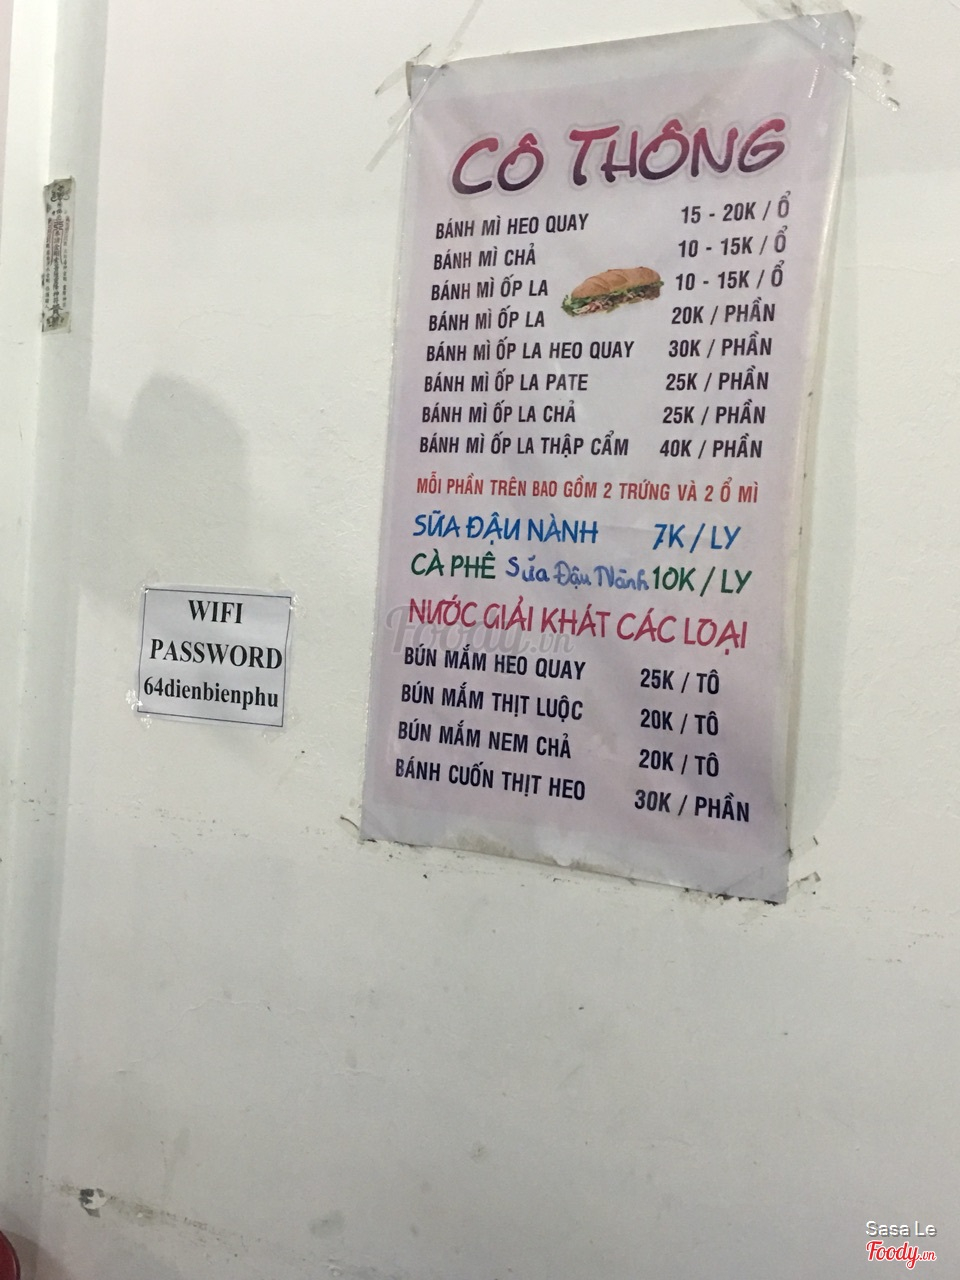 CÔ THÔNG
BÁNH MÌ HEO QUAY 15 - 20K / Ổ
BÁNH MÌ CHẢ 10 - 15K / Ổ
BÁNH MÌ ỐP LA 10 - 15K / Ổ
BÁNH MÌ ỐP LA 20K / PHẦN
BÁNH MÌ ỐP LA HEO QUAY 30K / PHẦN
BÁNH MÌ ỐP LA PATE 25K / PHẦN
BÁNH MÌ ỐP LA CHẢ 25K / PHẦN
BÁNH MÌ ỐP LA THẬP CẨM 40K / PHẦN
MỖI PHẦN TRÊN BAO GỒM 2 TRỨNG VÀ 2 Ổ MÌ
SỮA ĐẬU NÀNH 7K / LY
CÀ PHÊ Sữa Đậu Nành 10K / LY
NƯỚC GIẢI KHÁT CÁC LOẠI
BÚN MẮM HEO QUAY 25K / TÔ
BÚN MẮM THỊT LUỘC 20K / TÔ
BÚN MẮM NEM CHẢ 20K / TÔ
BÁNH CUỐN THỊT HEO 30K / PHẦN
WIFI
PASSWORD
64dienbienphu
Foody.vn
Sasa Le
Foody.vn